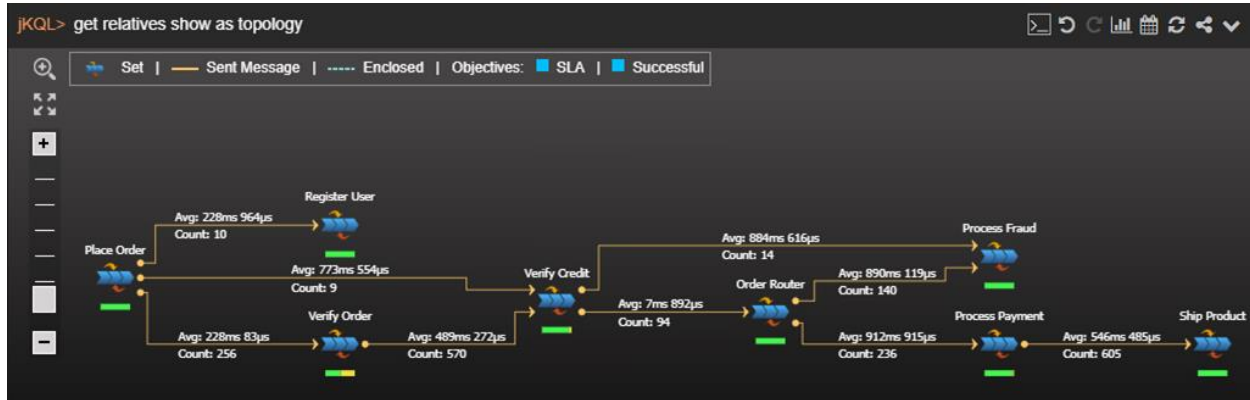 jKQL> get relatives show as topology
Set | Sent Message | Enclosed | Objectives: SLA | Successful
Register User
Avg: 228ms 964µs
Count: 10
Place Order
Avg: 773ms 554µs
Count: 9
Verify Order
Avg: 228ms 83µs
Count: 256
Avg: 489ms 272µs
Count: 570
Verify Credit
Avg: 884ms 616µs
Count: 14
Avg: 7ms 892µs
Count: 94
Order Router
Process Fraud
Avg: 890ms 119µs
Count: 140
Process Payment
Avg: 912ms 915µs
Count: 236
Avg: 546ms 485µs
Count: 605
Ship Product